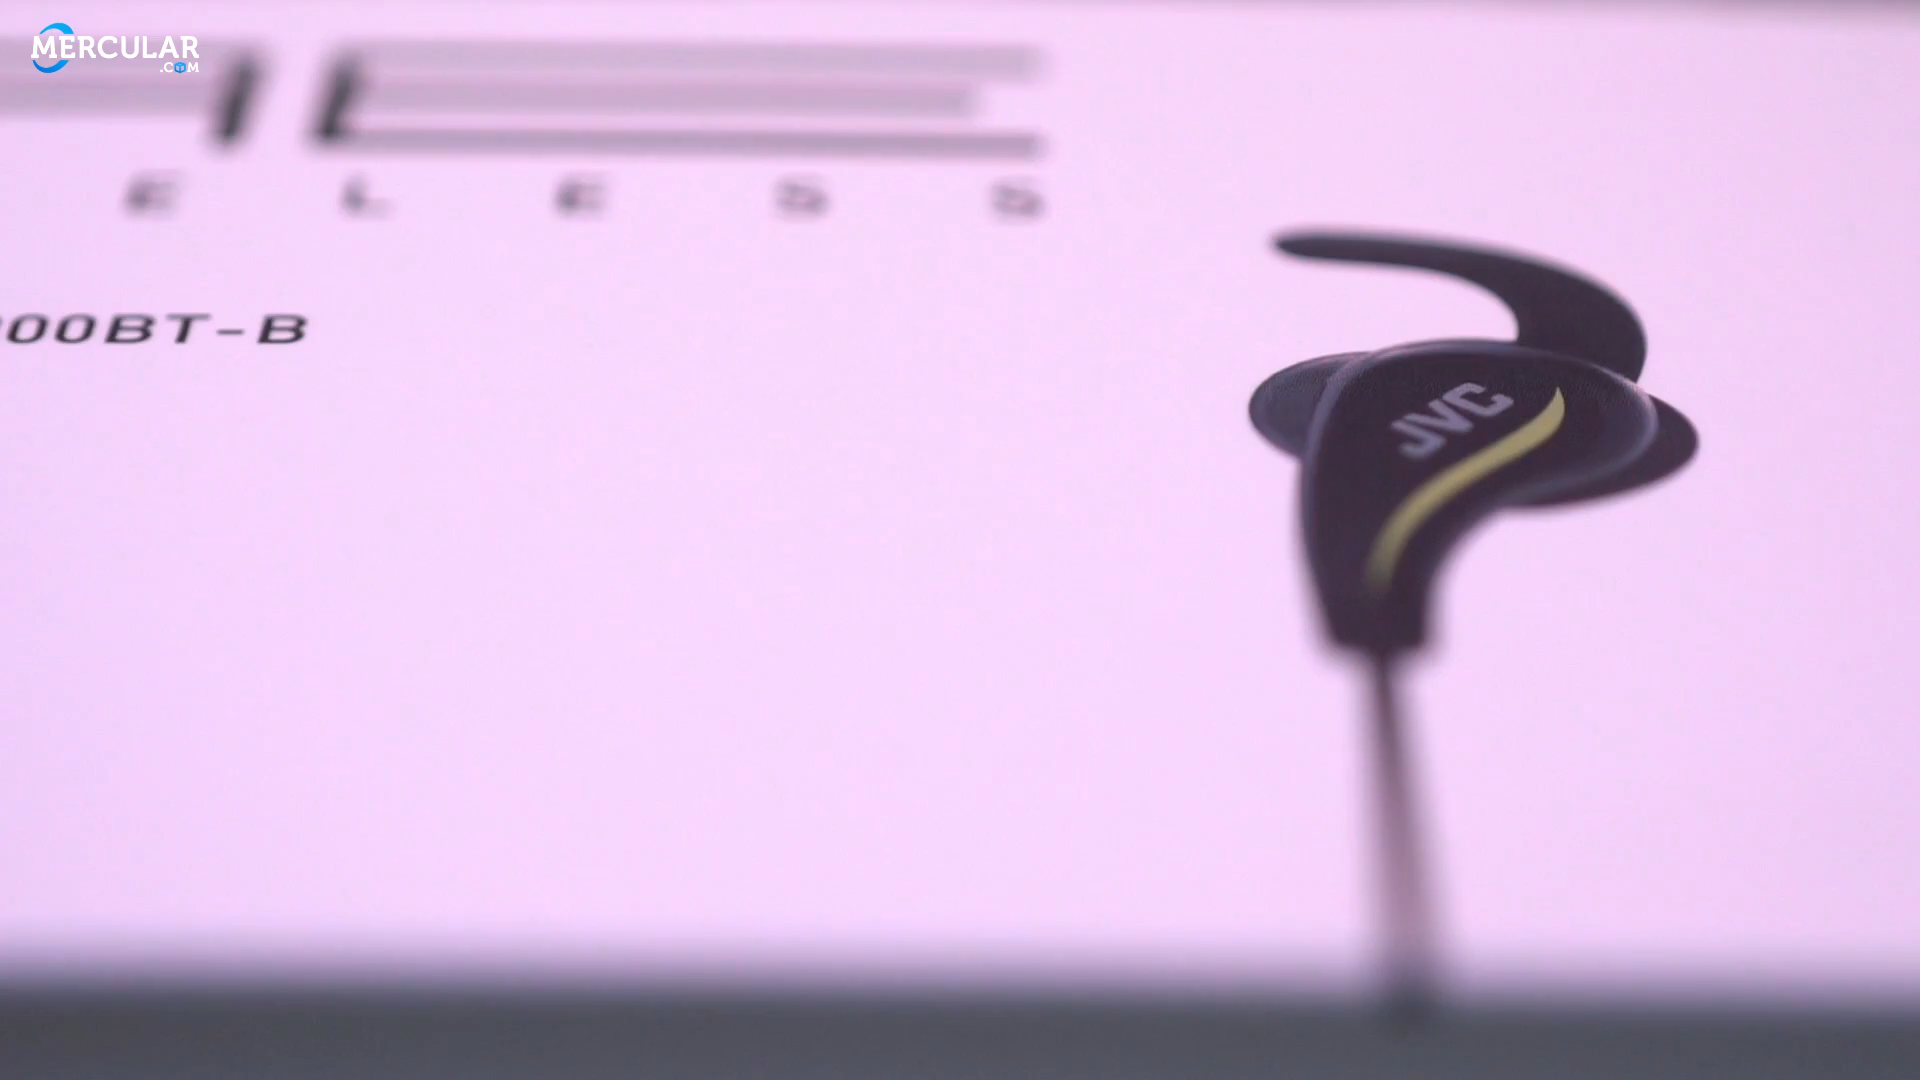 MERCULAR
.COM
E L E S S
00BT-B
JVC